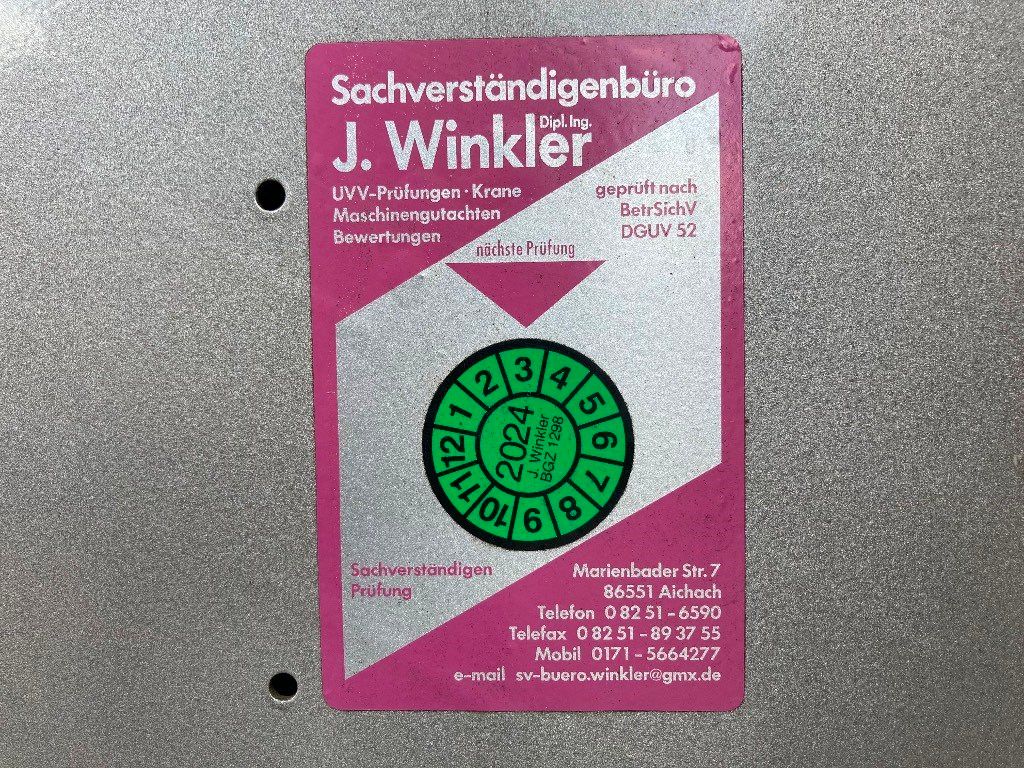 Sachverständigenbüro
Dipl. Ing.
J. Winkler
UVV-Prüfungen · Krane
Maschinengutachten
Bewertungen
geprüft nach
BetrSichV
DGUV 52
nächste Prüfung
1 2 3 4 5 6 7 8 9 10 11 12
2024
J. Winkler
BGZ 1298
Sachverständigen
Prüfung
Marienbader Str. 7
86551 Aichach
Telefon 0 82 51 - 6590
Telefax 0 82 51 - 89 37 55
Mobil 0171 - 5664277
e-mail sv-buero.winkler@gmx.de